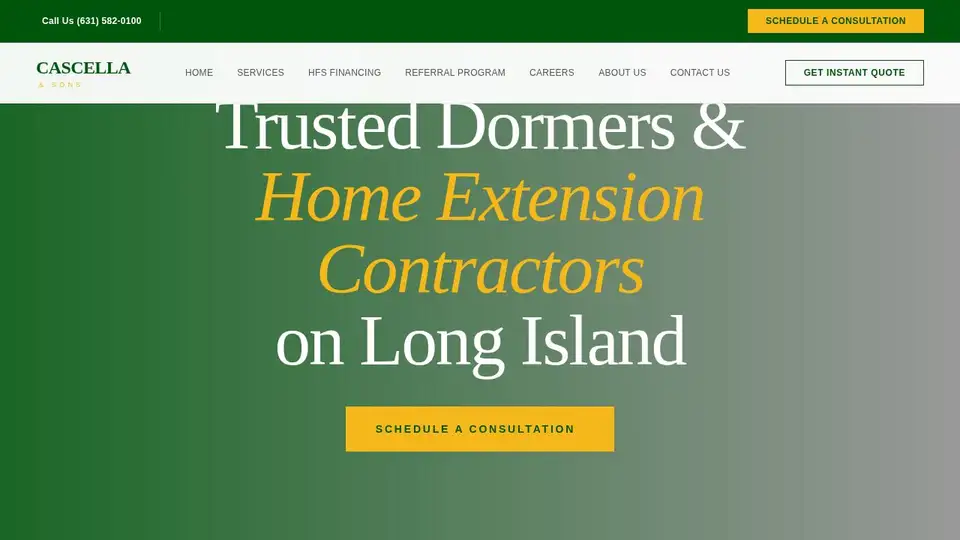 Call Us (631) 582-0100
SCHEDULE A CONSULTATION
CASCELLA
& SONS
HOME
SERVICES
HFS FINANCING
REFERRAL PROGRAM
CAREERS
ABOUT US
CONTACT US
GET INSTANT QUOTE
Trusted Dormers &
Home Extension
Contractors
on Long Island
SCHEDULE A CONSULTATION